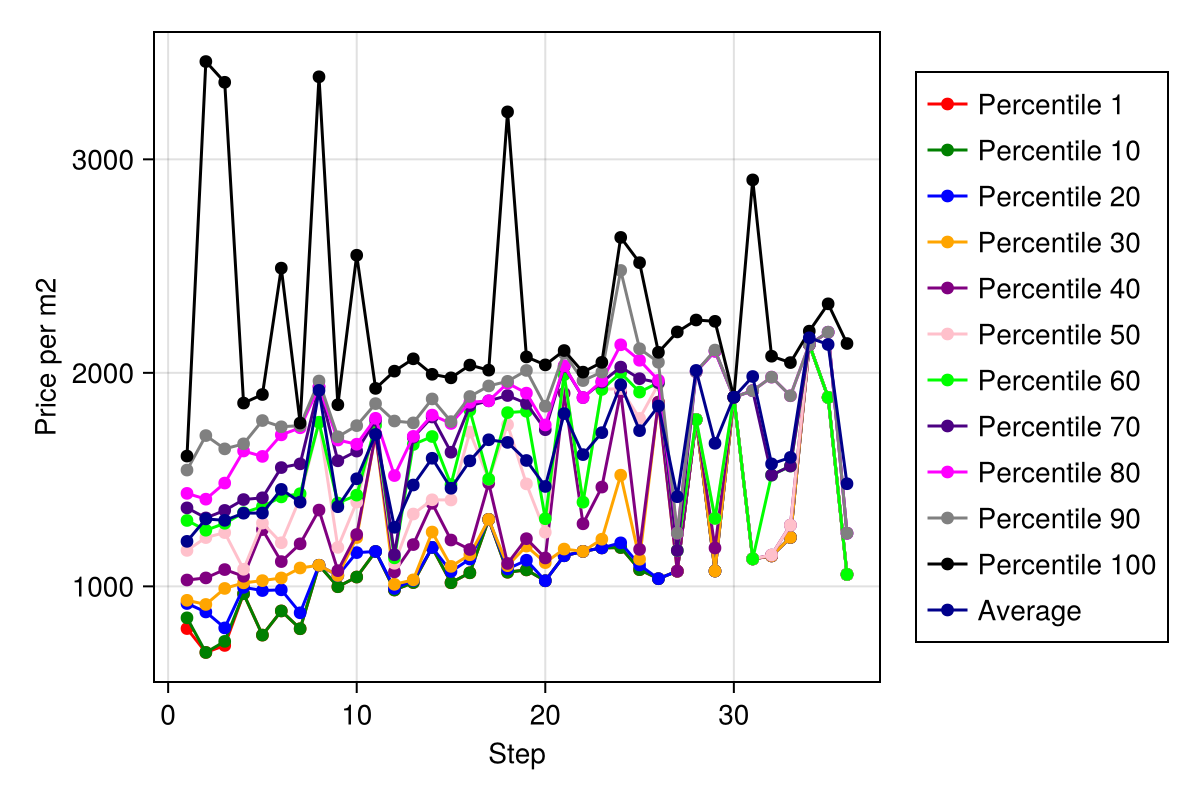 3000
2000
1000
Price per m2
0 10 20 30
Step
Percentile 1
Percentile 10
Percentile 20
Percentile 30
Percentile 40
Percentile 50
Percentile 60
Percentile 70
Percentile 80
Percentile 90
Percentile 100
Average